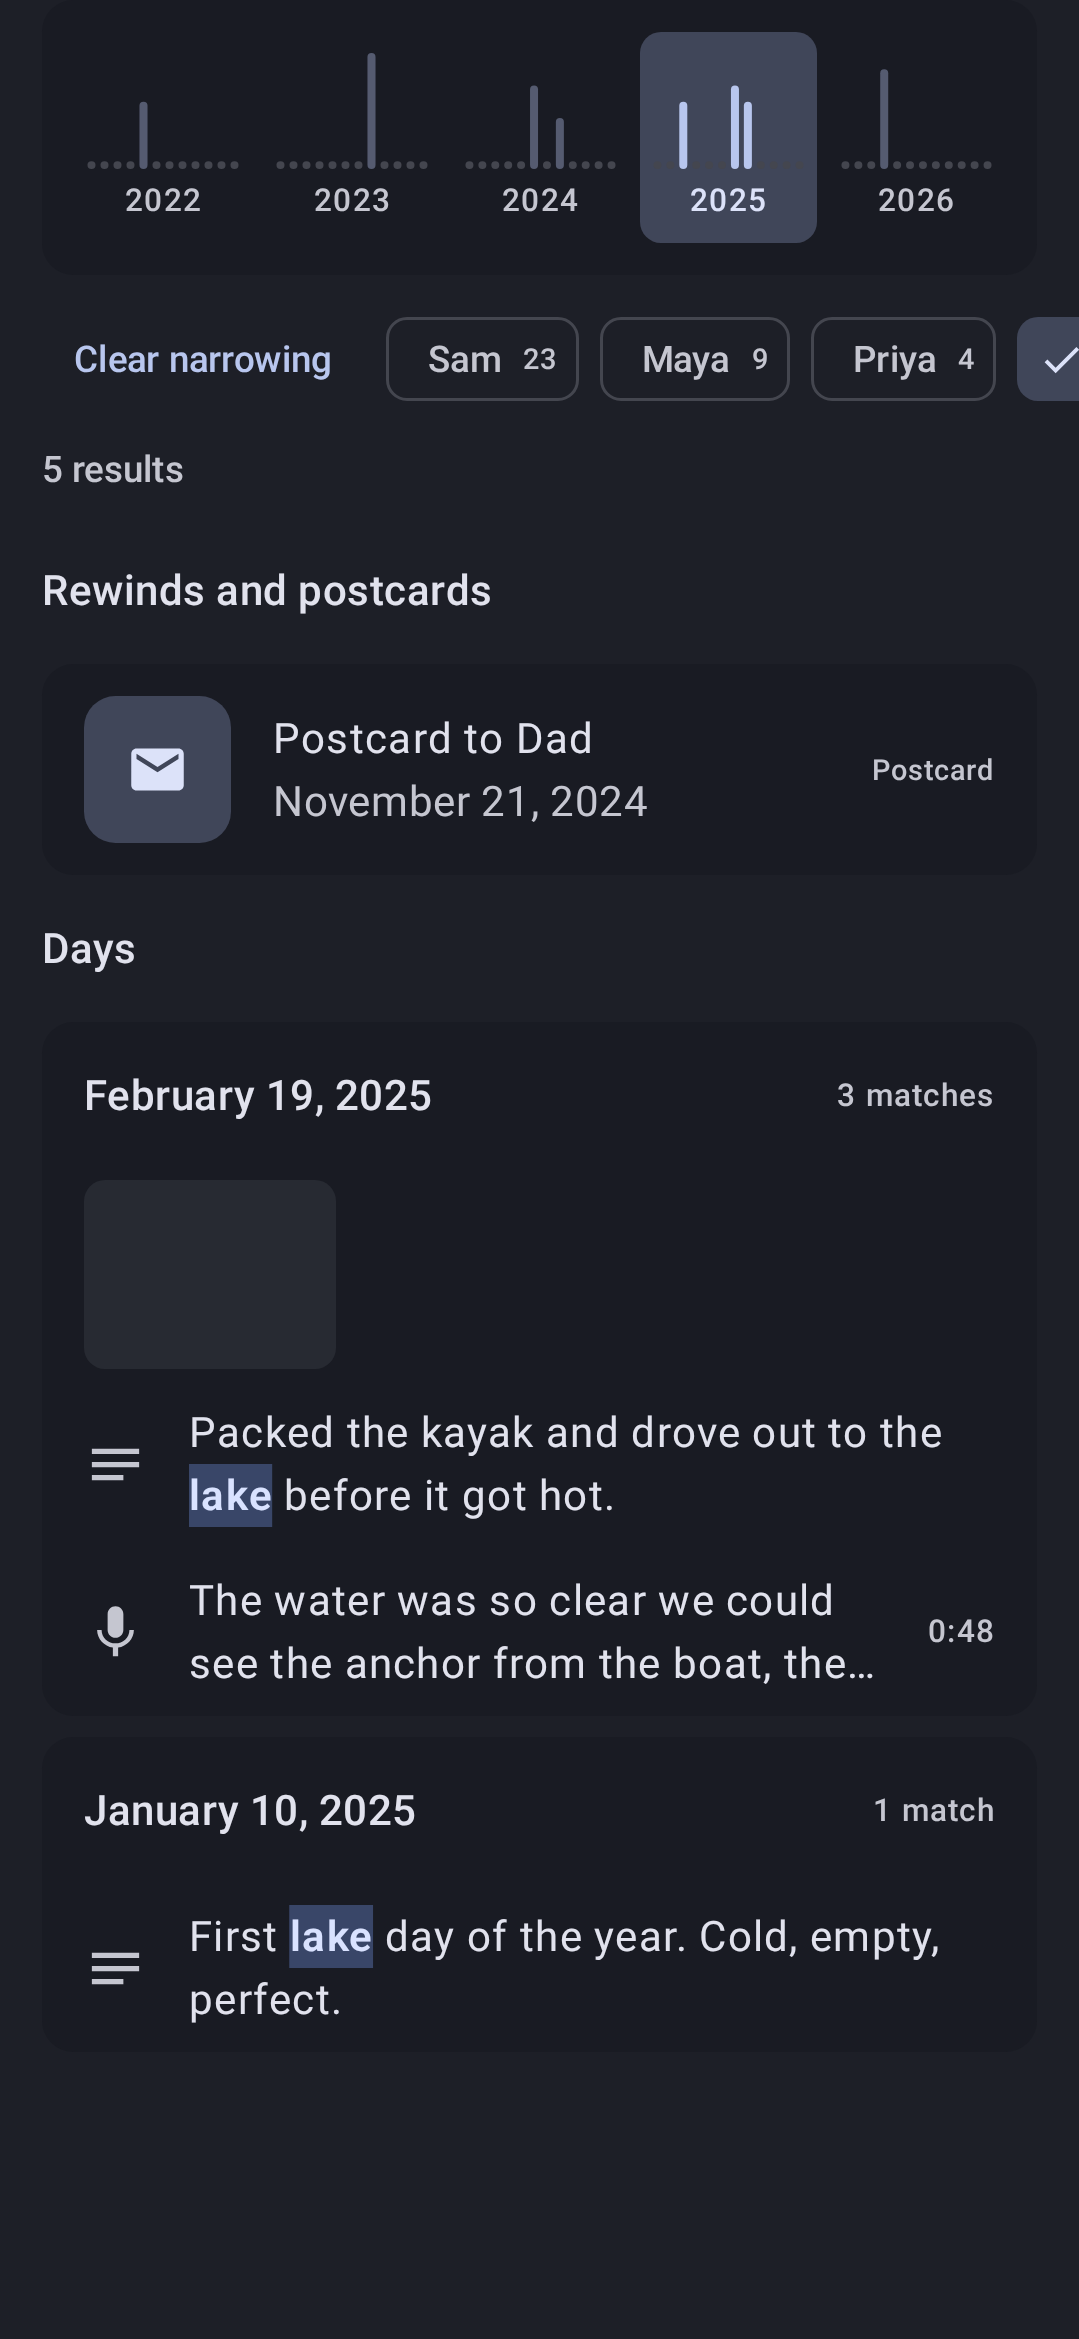 2022 2023 2024 2025 2026
Clear narrowing Sam 23 Maya 9 Priya 4
5 results
Rewinds and postcards
Postcard to Dad
November 21, 2024
Postcard
Days
February 19, 2025 3 matches
Packed the kayak and drove out to the
lake before it got hot.
The water was so clear we could
see the anchor from the boat, the…
0:48
January 10, 2025 1 match
First lake day of the year. Cold, empty,
perfect.